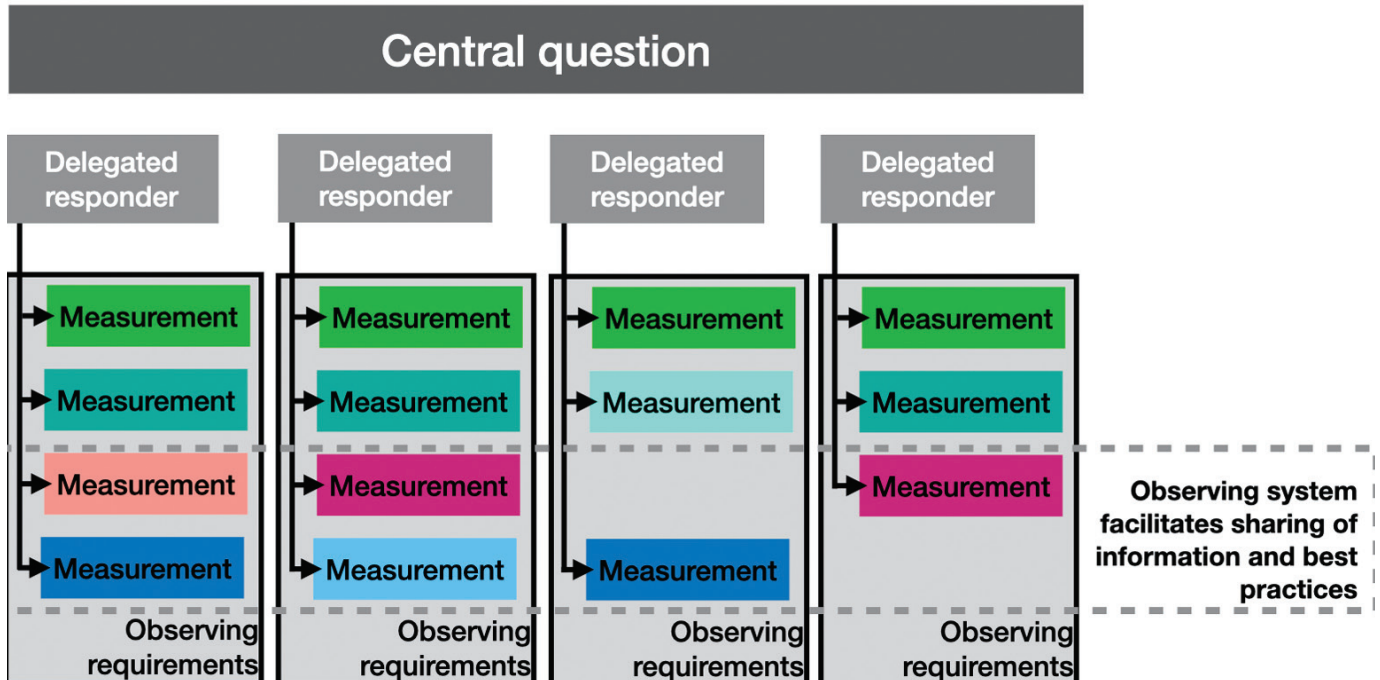 Central question
Delegated
responder
Delegated
responder
Delegated
responder
Delegated
responder
Measurement
Measurement
Measurement
Measurement
Measurement
Measurement
Measurement
Measurement
Measurement
Measurement
Measurement
Measurement
Measurement
Measurement
Observing system
facilitates sharing of
information and best
practices
Observing
requirements
Observing
requirements
Observing
requirements
Observing
requirements